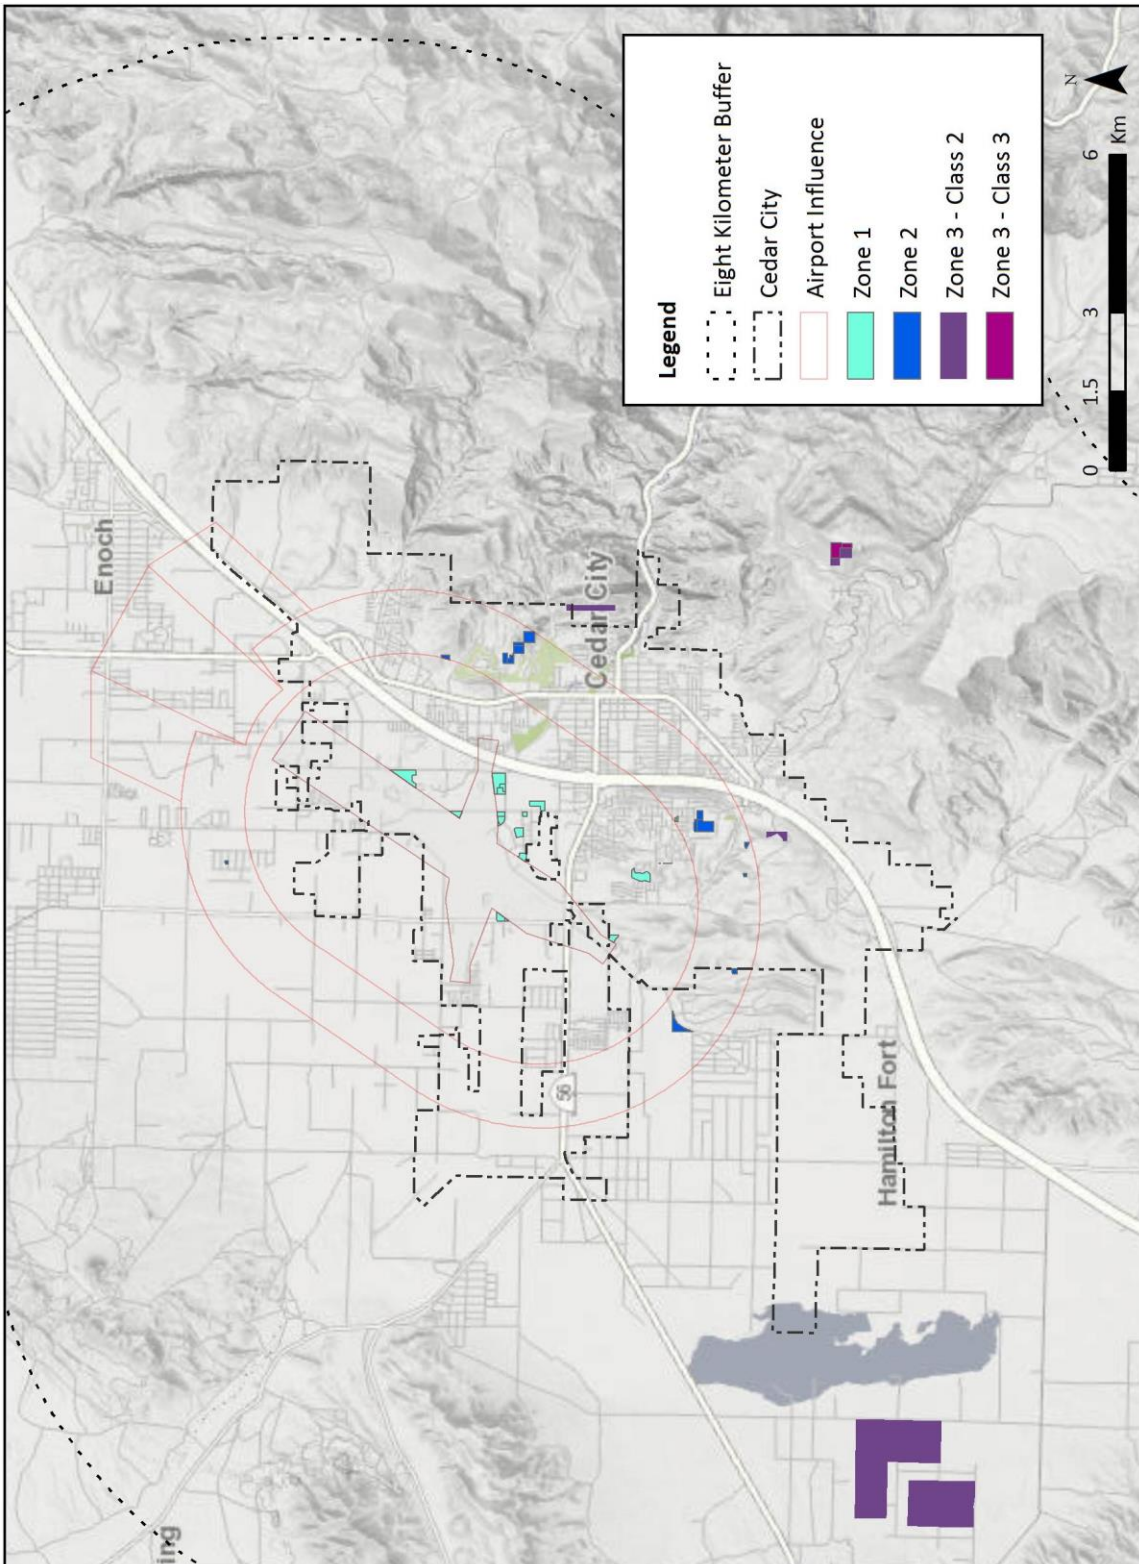 Enoch
Cedar City
56
Hamilton Fort
ing
Legend
Eight Kilometer Buffer
Cedar City
Airport Influence
Zone 1
Zone 2
Zone 3 - Class 2
Zone 3 - Class 3
N
0 1.5 3 6
Km